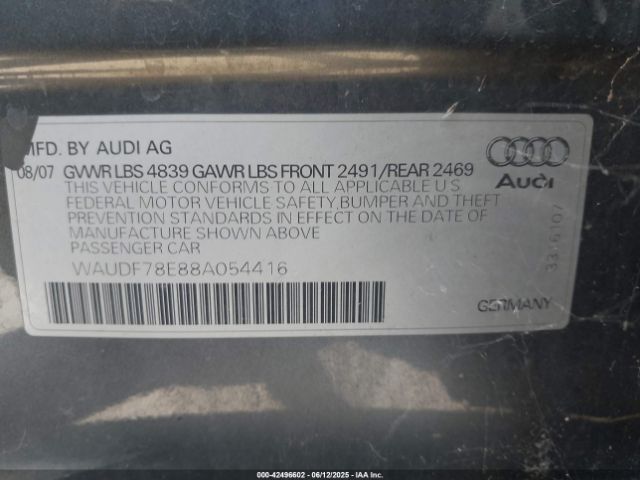 MFD. BY AUDI AG
08/07 GVWR LBS 4839 GAWR LBS FRONT 2491/REAR 2469
THIS VEHICLE CONFORMS TO ALL APPLICABLE U S
FEDERAL MOTOR VEHICLE SAFETY,BUMPER AND THEFT
PREVENTION STANDARDS IN EFFECT ON THE DATE OF
MANUFACTURE SHOWN ABOVE
PASSENGER CAR
WAUDF78E88A054416
Audi
33-6107
GERMANY
000-42496602 - 06/12/2025 - IAA Inc.